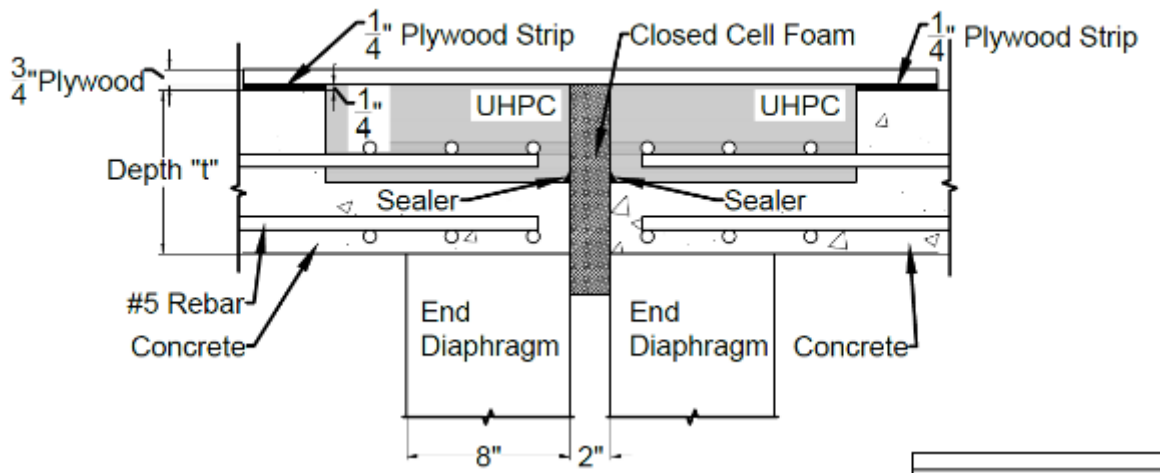 1/4" Plywood Strip
Closed Cell Foam
1/4" Plywood Strip
3/4"Plywood
1/4"
UHPC
UHPC
Depth "t"
Sealer
Sealer
#5 Rebar
Concrete
End
Diaphragm
End
Diaphragm
Concrete
8"
2"